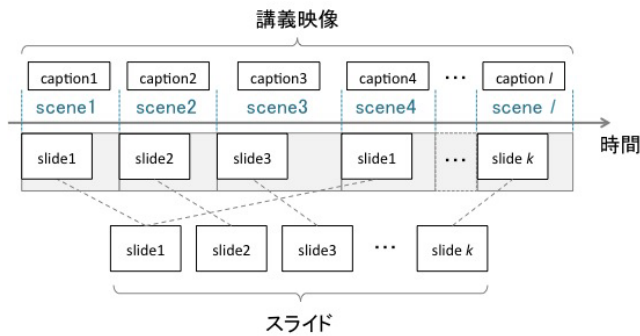 講義映像
caption1 caption2 caption3 caption4 ··· caption l
scene1 scene2 scene3 scene4 scene l
時間
slide1 slide2 slide3 slide1 ··· slide k
slide1 slide2 slide3 ··· slide k
スライド